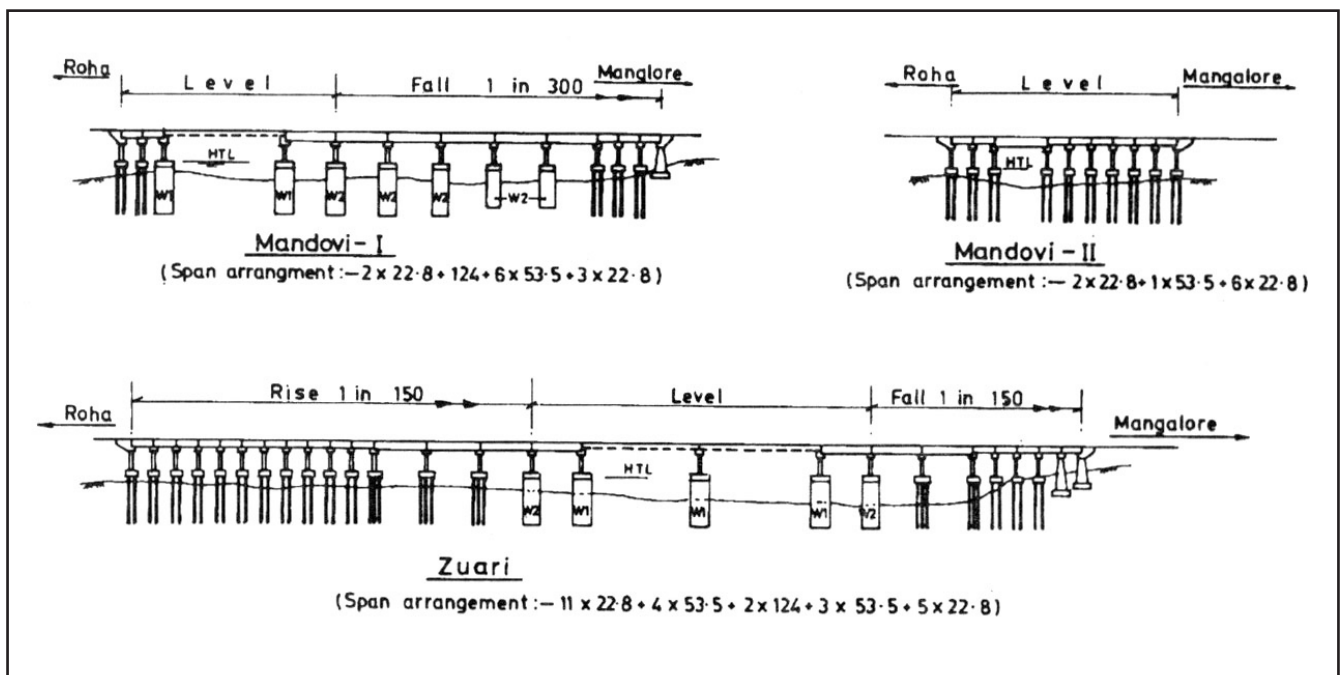 Roha
Level
Fall 1 in 300
Manglore
HTL
W1
W1
W2
W2
W2
W2
Mandovi-I
(Span arrangment:-2 x 22·8 + 124 + 6 x 53·5 + 3 x 22·8)
Roha
Level
Mangalore
HTL
Mandovi-II
(Span arrangement:- 2 x 22·8 + 1 x 53·5 + 6 x 22·8)
Roha
Rise 1 in 150
Level
Fall 1 in 150
Mangalore
HTL
W2
W1
W1
W1
W2
Zuari
(Span arrangement:- 11 x 22·8 + 4 x 53·5 + 2 x 124 + 3 x 53·5 + 5 x 22·8)